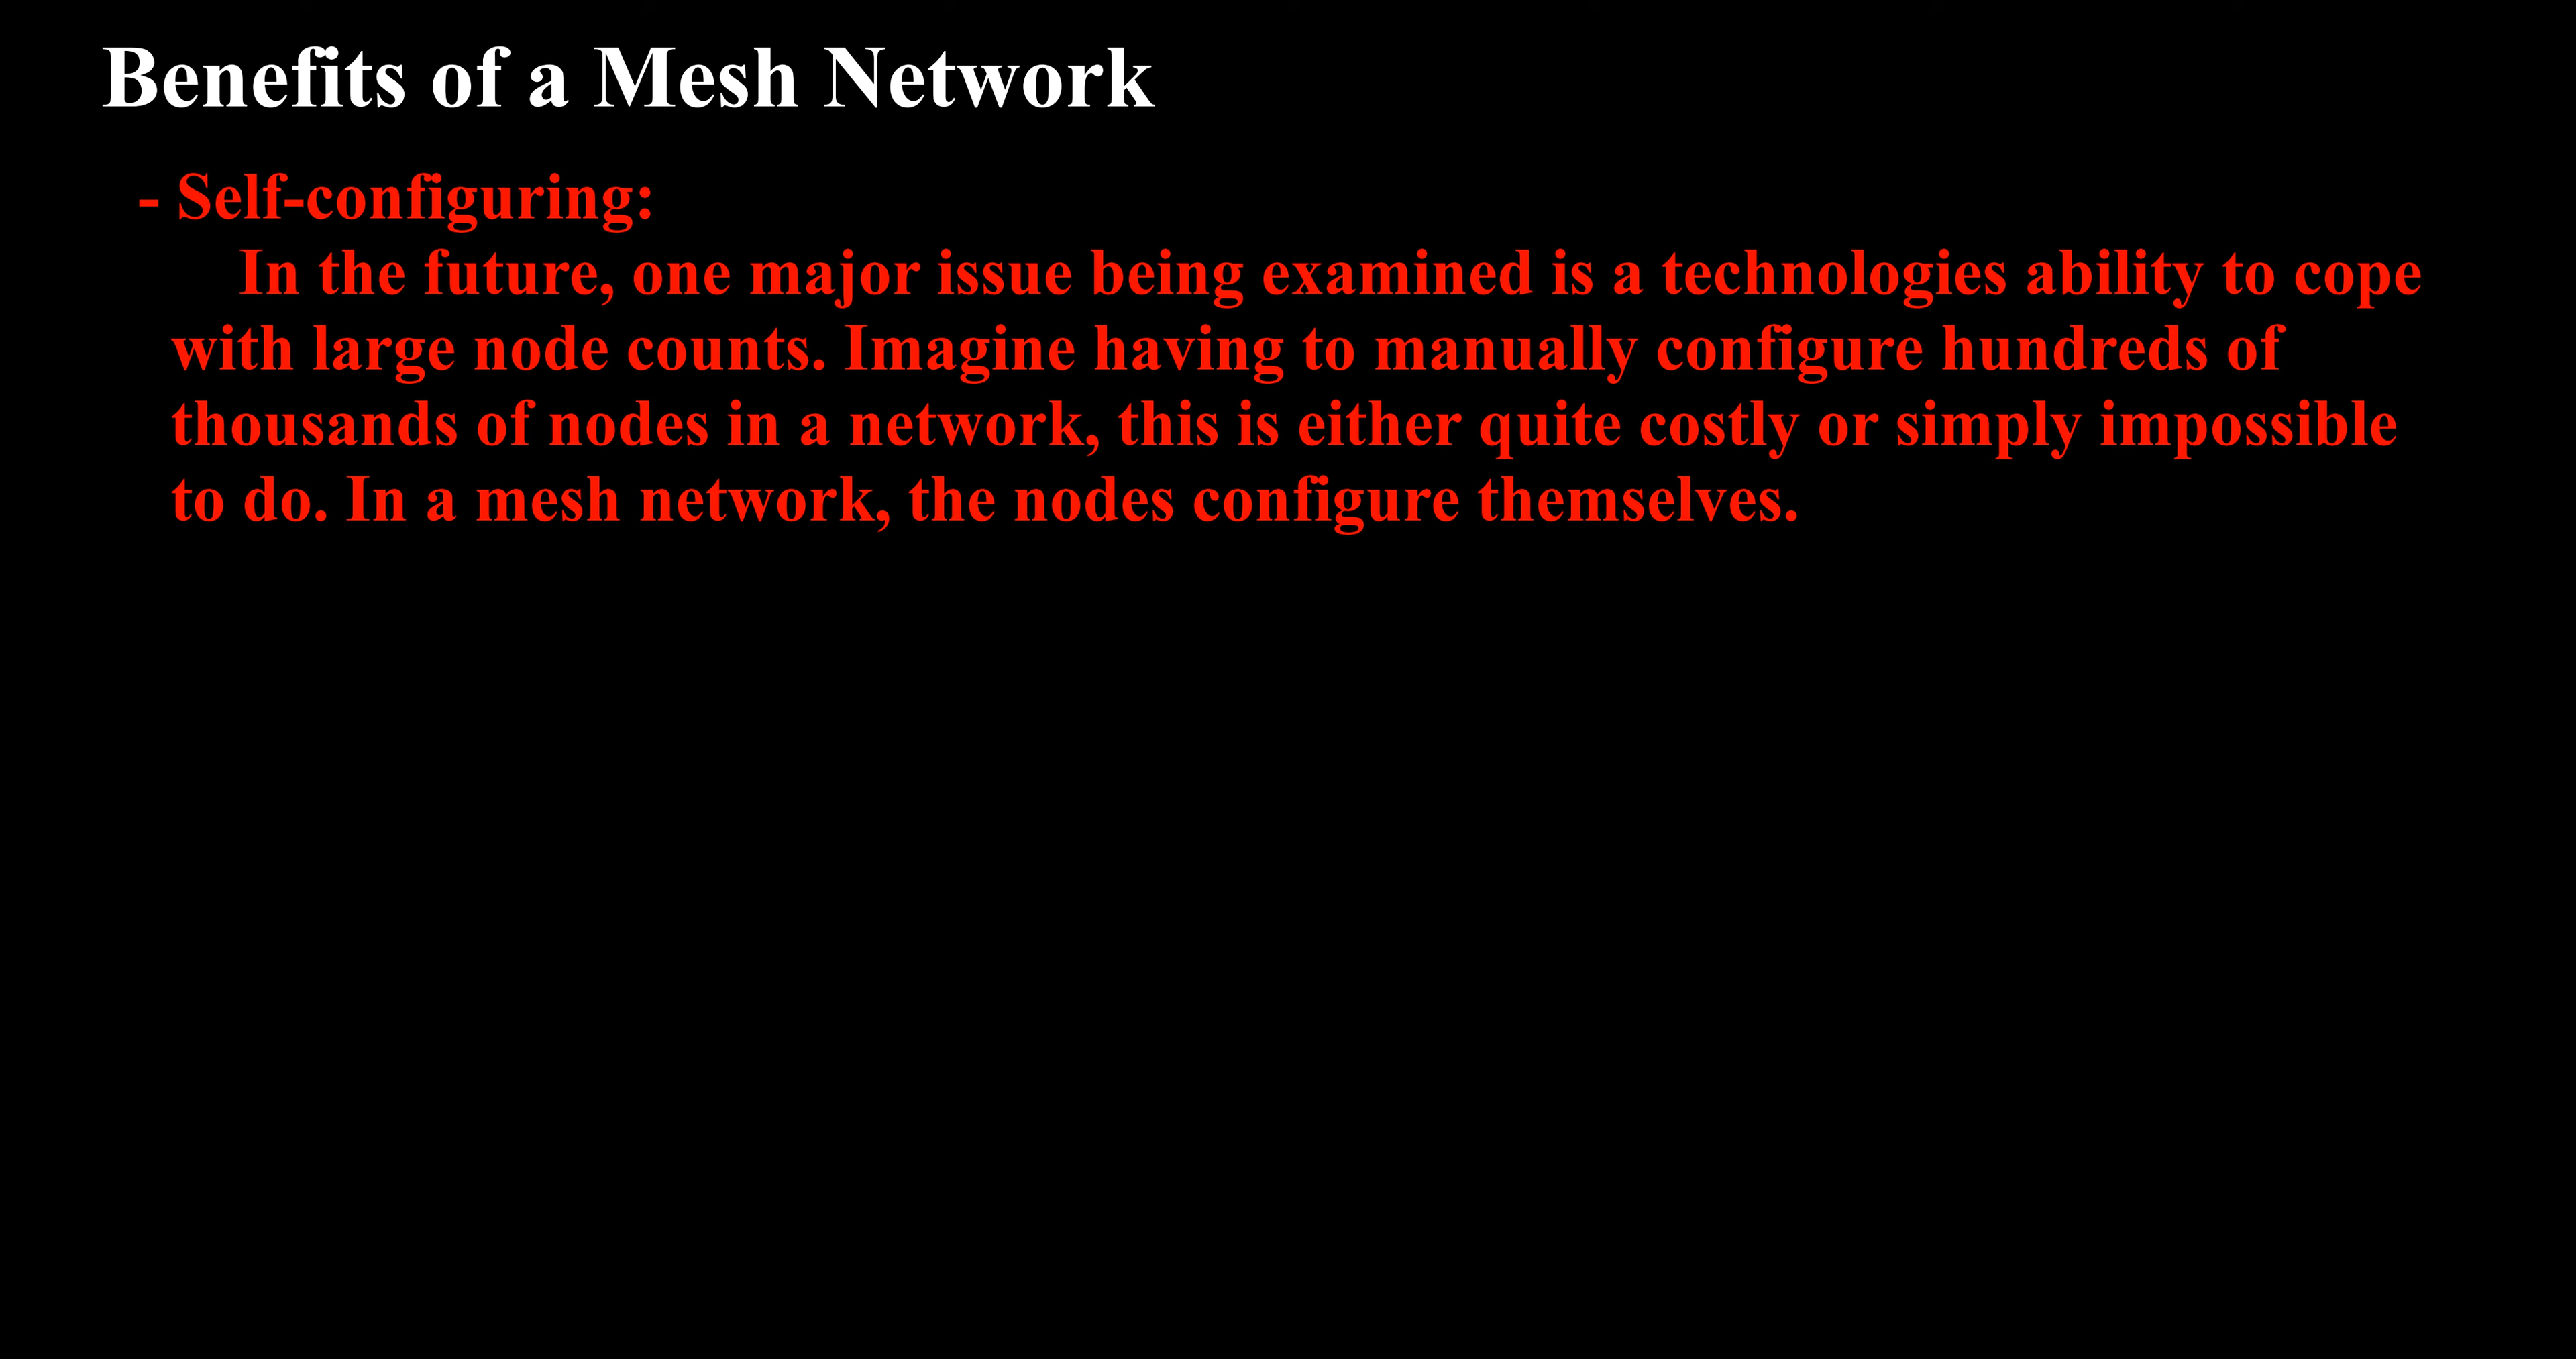 Benefits of a Mesh Network
- Self-configuring:
In the future, one major issue being examined is a technologies ability to cope
with large node counts. Imagine having to manually configure hundreds of
thousands of nodes in a network, this is either quite costly or simply impossible
to do. In a mesh network, the nodes configure themselves.